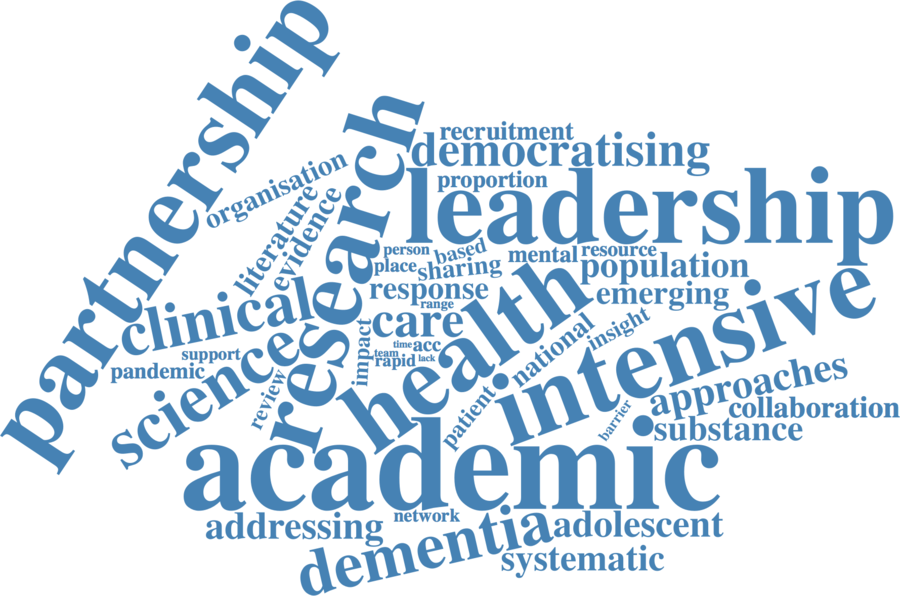 partnership
research
recruitment
democratising
organisation
proportion
leadership
literature
evidence
person
based
mental
resource
place
sharing
population
response
emerging
range
clinical
care
health
intensive
impact
time
acc
national
insight
support
team
rapid
lack
pandemic
science
review
patient
barrier
approaches
collaboration
substance
academic
addressing
network
dementia
adolescent
systematic